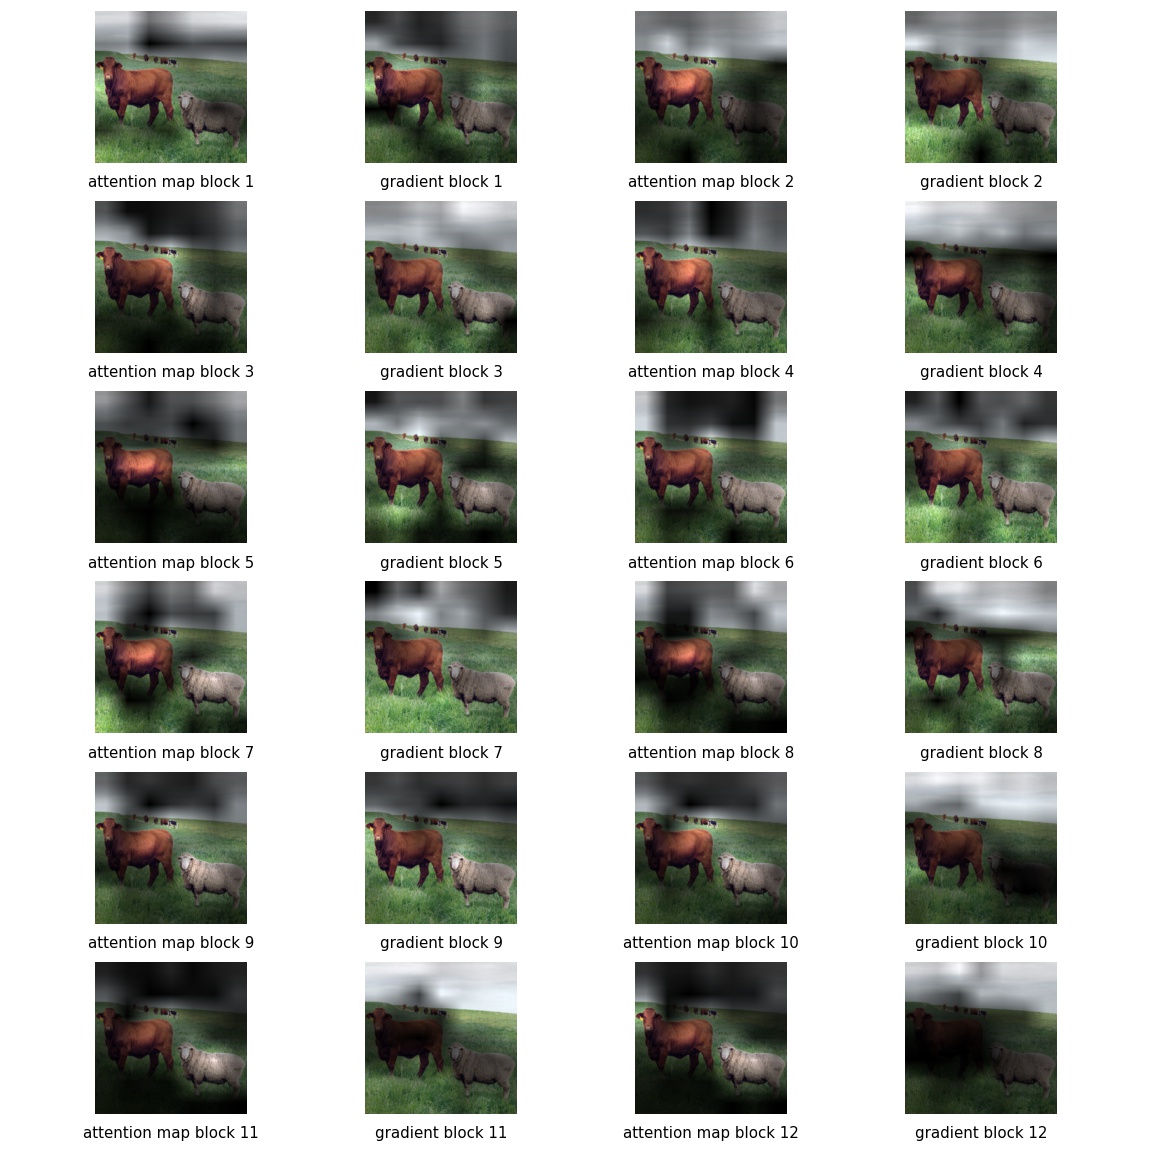 attention map block 1
gradient block 1
attention map block 2
gradient block 2
attention map block 3
gradient block 3
attention map block 4
gradient block 4
attention map block 5
gradient block 5
attention map block 6
gradient block 6
attention map block 7
gradient block 7
attention map block 8
gradient block 8
attention map block 9
gradient block 9
attention map block 10
gradient block 10
attention map block 11
gradient block 11
attention map block 12
gradient block 12